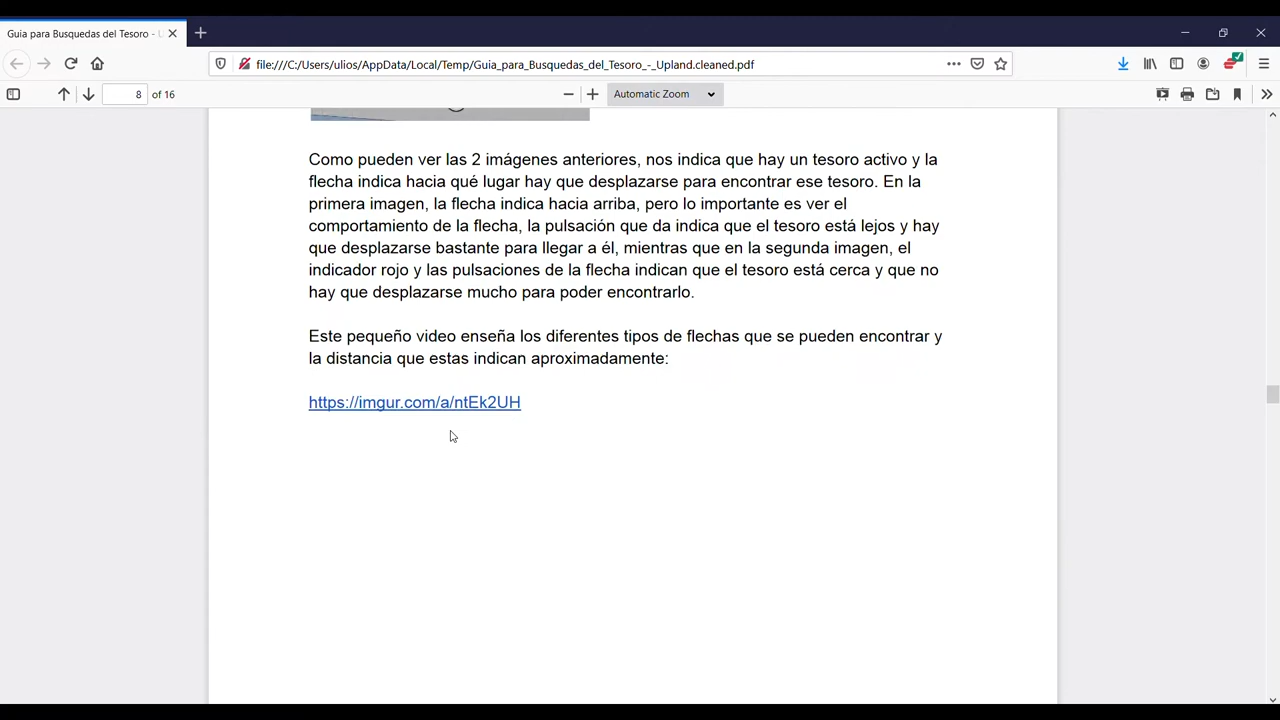 Guia para Busquedas del Tesoro -
file:///C:/Users/ulios/AppData/Local/Temp/Guia_para_Busquedas_del_Tesoro_-_Upland.cleaned.pdf
8 of 16
Automatic Zoom
Como pueden ver las 2 imágenes anteriores, nos indica que hay un tesoro activo y la
flecha indica hacia qué lugar hay que desplazarse para encontrar ese tesoro. En la
primera imagen, la flecha indica hacia arriba, pero lo importante es ver el
comportamiento de la flecha, la pulsación que da indica que el tesoro está lejos y hay
que desplazarse bastante para llegar a él, mientras que en la segunda imagen, el
indicador rojo y las pulsaciones de la flecha indican que el tesoro está cerca y que no
hay que desplazarse mucho para poder encontrarlo.
Este pequeño video enseña los diferentes tipos de flechas que se pueden encontrar y
la distancia que estas indican aproximadamente:
https://imgur.com/a/ntEk2UH